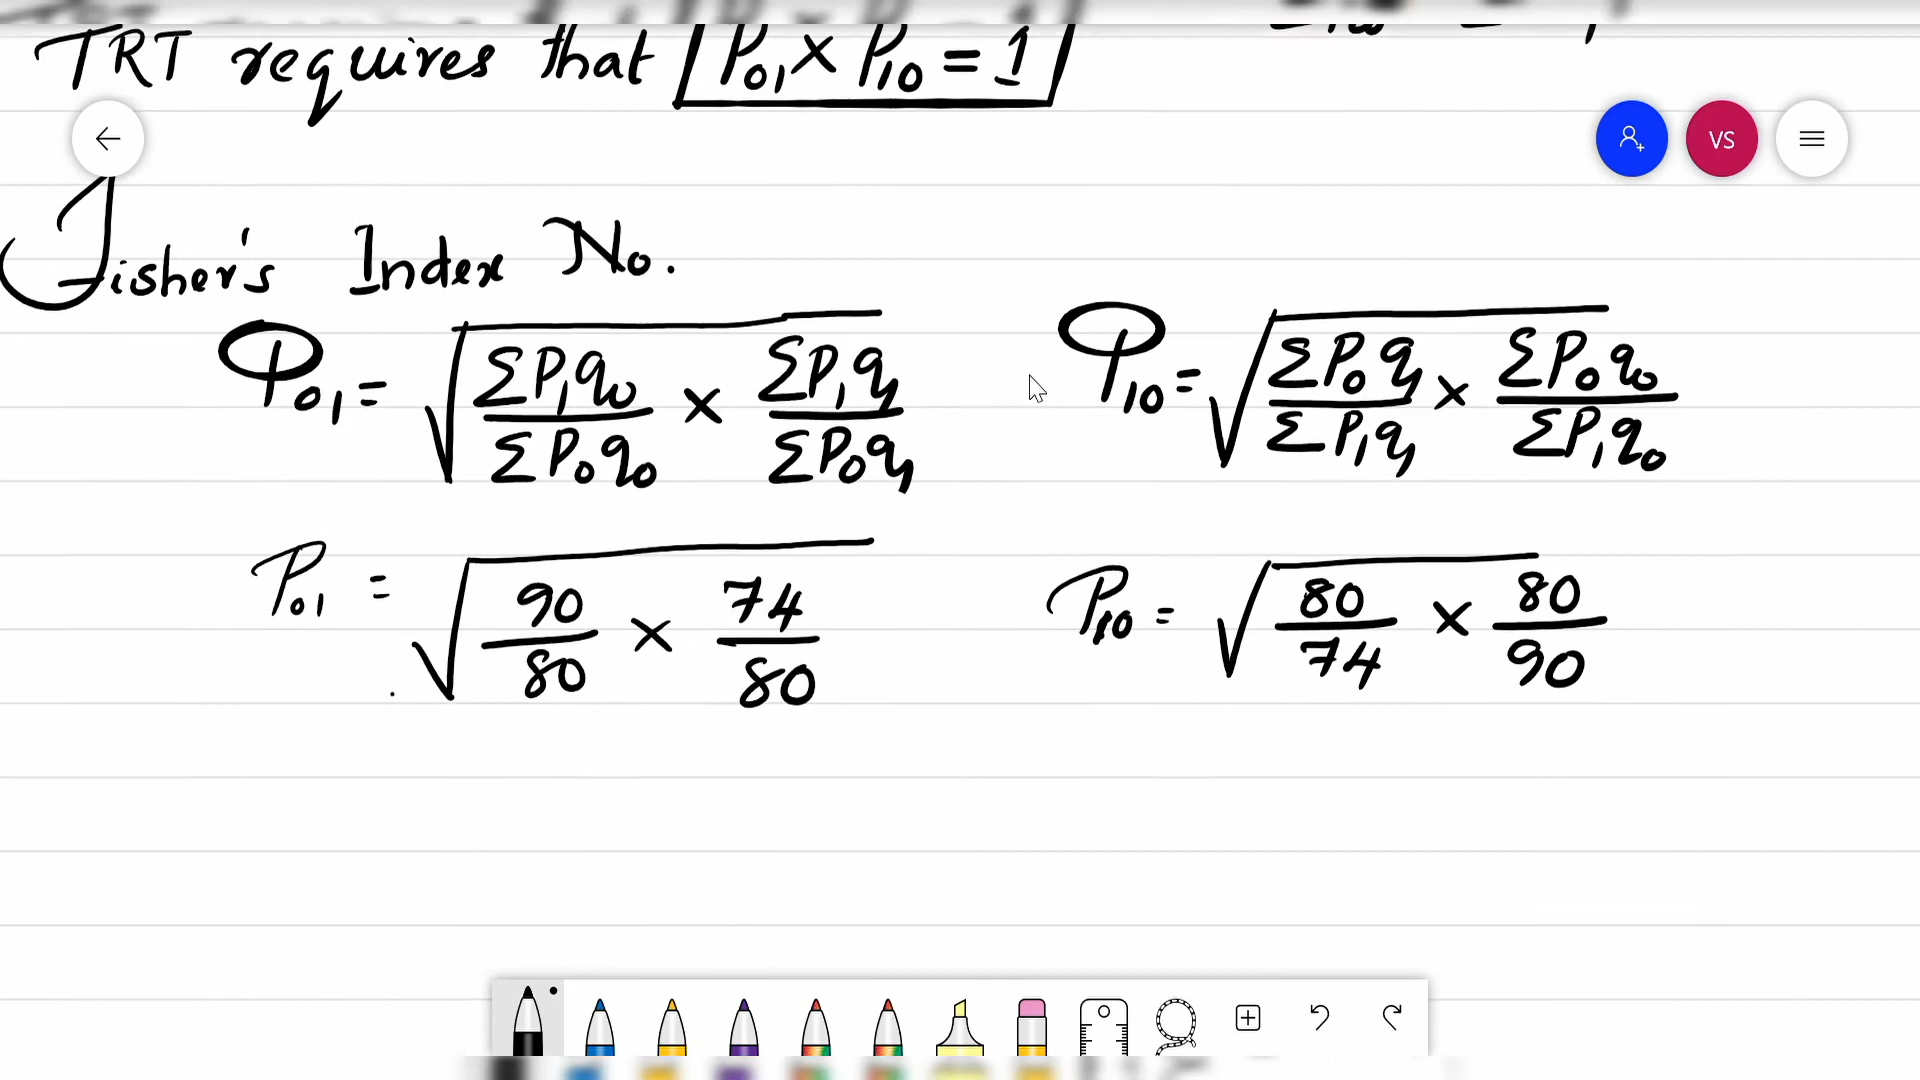 TRT requires that P₀₁ × P₁₀ = 1
VS
Fisher's Index No.
P₀₁ = √(ΣP₁q₀/ΣP₀q₀ × ΣP₁q₁/ΣP₀q₁)
P₁₀ = √(ΣP₀q₁/ΣP₁q₁ × ΣP₀q₀/ΣP₁q₀)
P₀₁ = √(90/80 × 74/80)
P₁₀ = √(80/74 × 80/90)